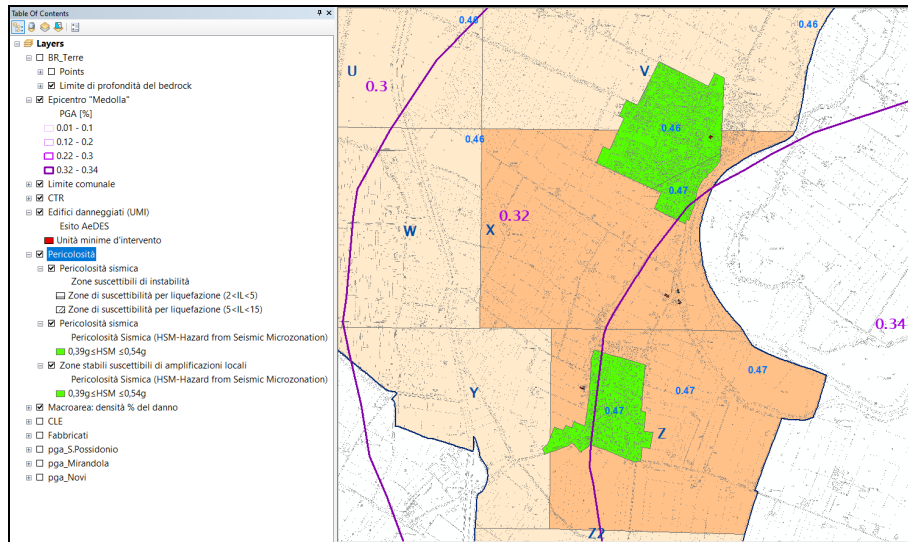 Table Of Contents
Layers
BR_Terre
Points
Limite di profondità del bedrock
Epicentro "Medolla"
PGA [%]
0.01 - 0.1
0.12 - 0.2
0.22 - 0.3
0.32 - 0.34
Limite comunale
CTR
Edifici danneggiati (UMI)
Esito AeDES
Unità minime d'intervento
Pericolosità
Pericolosità sismica
Zone suscettibili di instabilità
Zone di suscettibilità per liquefazione (2<IL<5)
Zone di suscettibilità per liquefazione (5<IL<15)
Pericolosità sismica
Pericolosità Sismica (HSM-Hazard from Seismic Microzonation)
0,39g≤HSM ≤0,54g
Zone stabili suscettibili di amplificazioni locali
Pericolosità Sismica (HSM-Hazard from Seismic Microzonation)
0,39g≤HSM ≤0,54g
Macroarea: densità % del danno
CLE
Fabbricati
pga_S.Possidonio
pga_Mirandola
pga_Novi
0.46
0.46
U
V
0.3
0.46
0.46
0.47
0.32
W
X
0.34
0.47
0.47
Y
0.47
Z
Z2